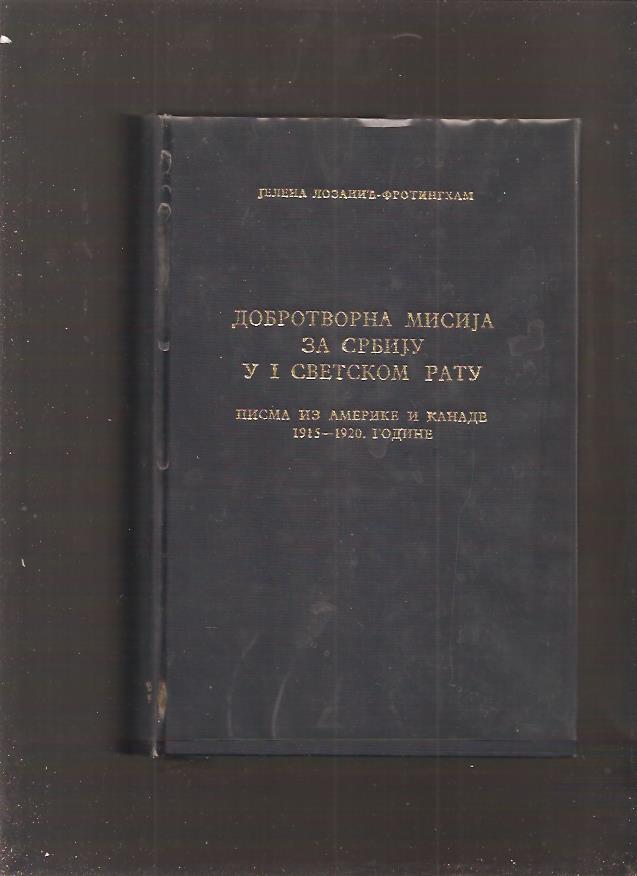 ЈЕЛЕНА ЛОЗАНИЋ-ФРОТИНГХАМ
ДОБРОТВОРНА МИСИЈА
ЗА СРБИЈУ
У I СВЕТСКОМ РАТУ
ПИСМА ИЗ АМЕРИКЕ И КАНАДЕ
1915—1920. ГОДИНЕ